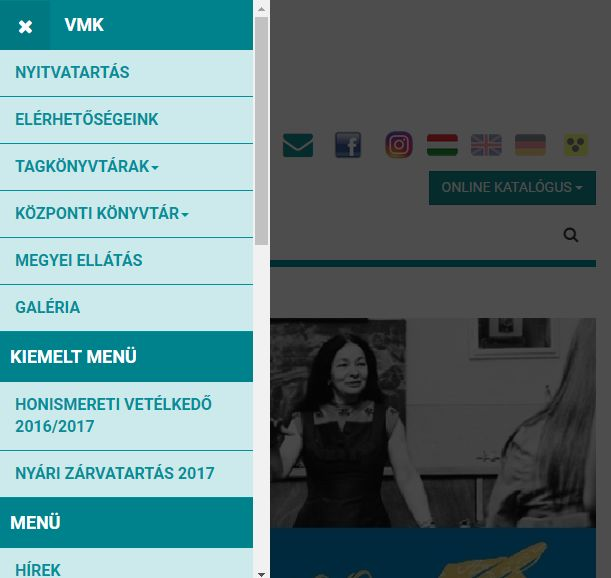 VMK
NYITVATARTÁS
ELÉRHETŐSÉGEINK
TAGKÖNYVTÁRAK
KÖZPONTI KÖNYVTÁR
MEGYEI ELLÁTÁS
GALÉRIA
KIEMELT MENÜ
HONISMERETI VETÉLKEDŐ
2016/2017
NYÁRI ZÁRVATARTÁS 2017
MENÜ
HÍREK
ONLINE KATALÓGUS